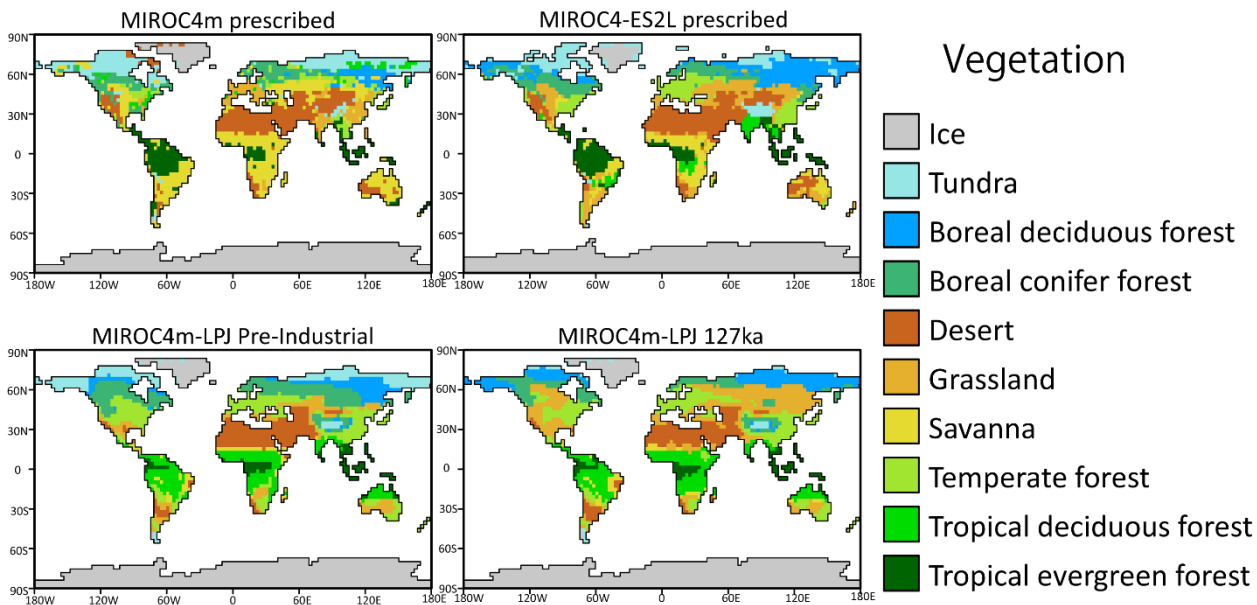 MIROC4m prescribed
90N
60N
30N
0
30S
60S
90S
180W
120W
60W
0
60E
120E
180E
MIROC4-ES2L prescribed
90N
60N
30N
0
30S
60S
90S
180W
120W
60W
0
60E
120E
180E
MIROC4m-LPJ Pre-Industrial
90N
60N
30N
0
30S
60S
90S
180W
120W
60W
0
60E
120E
180E
MIROC4m-LPJ 127ka
90N
60N
30N
0
30S
60S
90S
180W
120W
60W
0
60E
120E
180E
Vegetation
Ice
Tundra
Boreal deciduous forest
Boreal conifer forest
Desert
Grassland
Savanna
Temperate forest
Tropical deciduous forest
Tropical evergreen forest